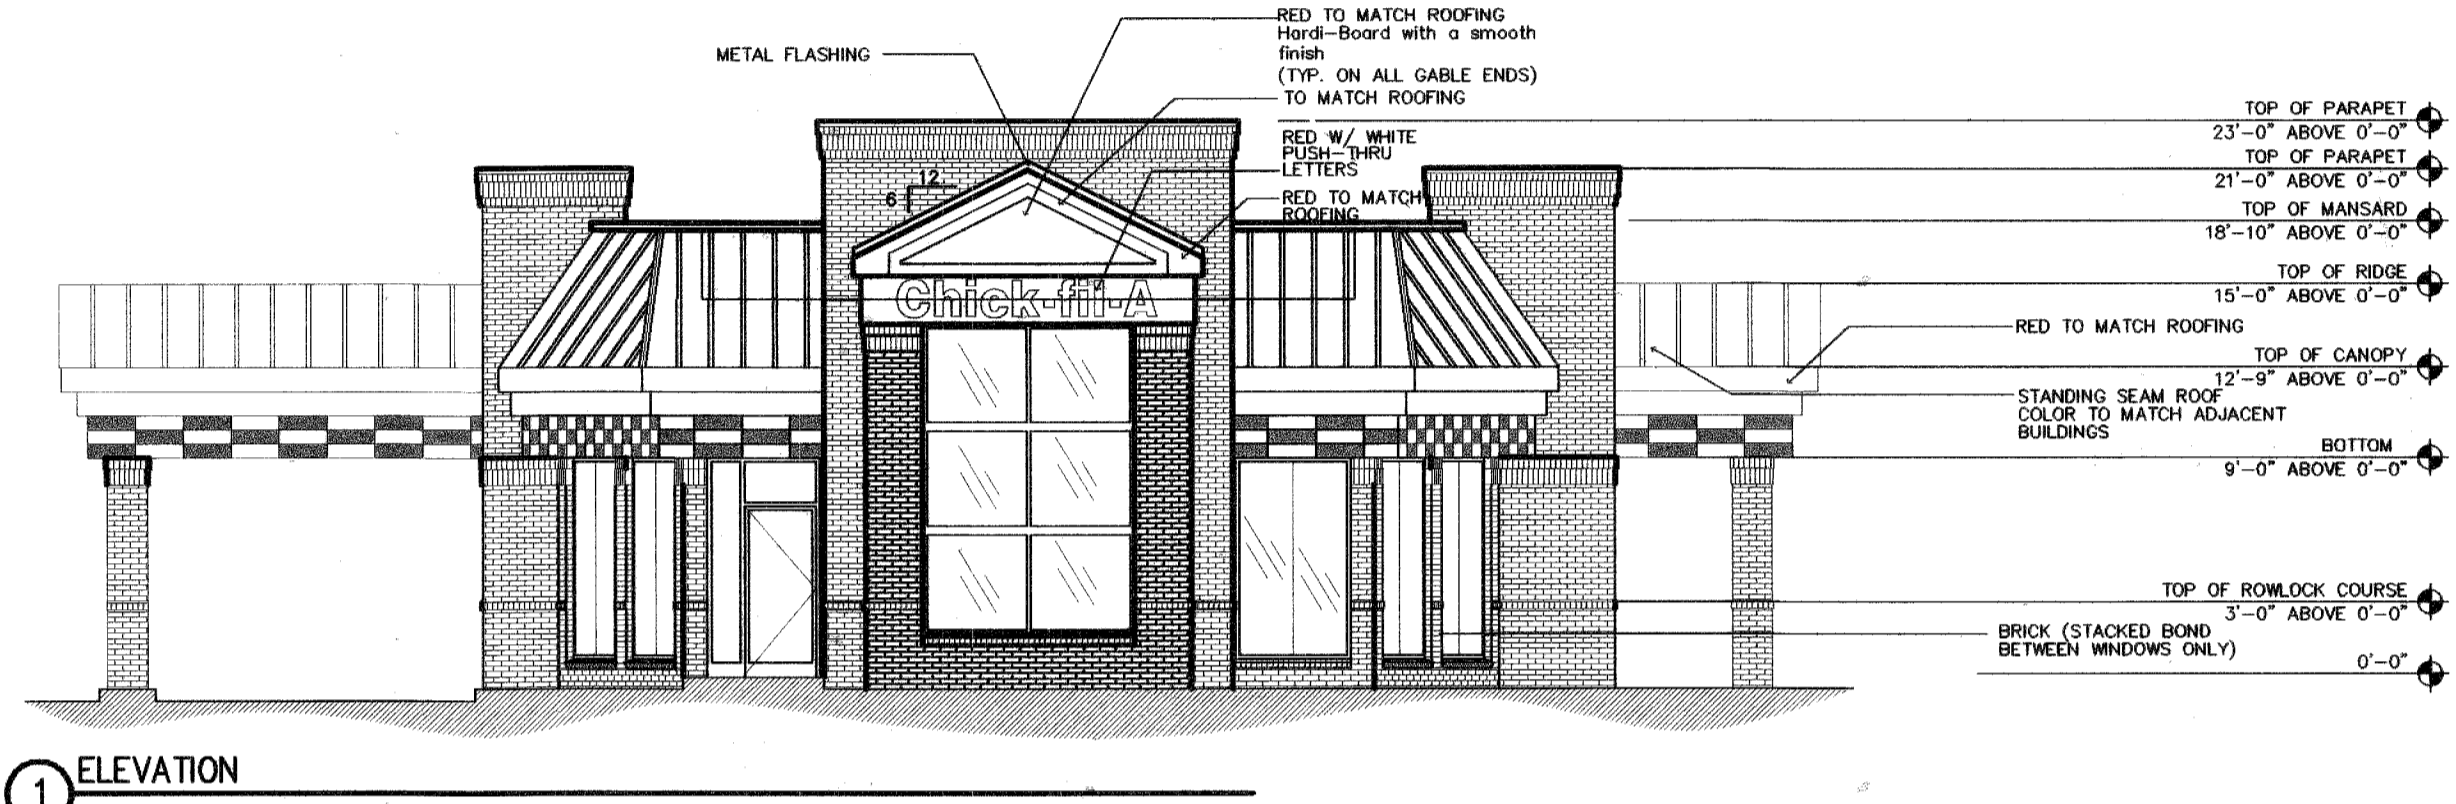 METAL FLASHING
RED TO MATCH ROOFING
Hardi-Board with a smooth
finish
(TYP. ON ALL GABLE ENDS)
TO MATCH ROOFING
RED W/ WHITE
PUSH-THRU
LETTERS
RED TO MATCH
ROOFING
12
6
Chick-fil-A
TOP OF PARAPET
23'-0" ABOVE 0'-0"
TOP OF PARAPET
21'-0" ABOVE 0'-0"
TOP OF MANSARD
18'-10" ABOVE 0'-0"
TOP OF RIDGE
15'-0" ABOVE 0'-0"
RED TO MATCH ROOFING
TOP OF CANOPY
12'-9" ABOVE 0'-0"
STANDING SEAM ROOF
COLOR TO MATCH ADJACENT
BUILDINGS
BOTTOM
9'-0" ABOVE 0'-0"
TOP OF ROWLOCK COURSE
3'-0" ABOVE 0'-0"
BRICK (STACKED BOND
BETWEEN WINDOWS ONLY)
0'-0"
1 ELEVATION